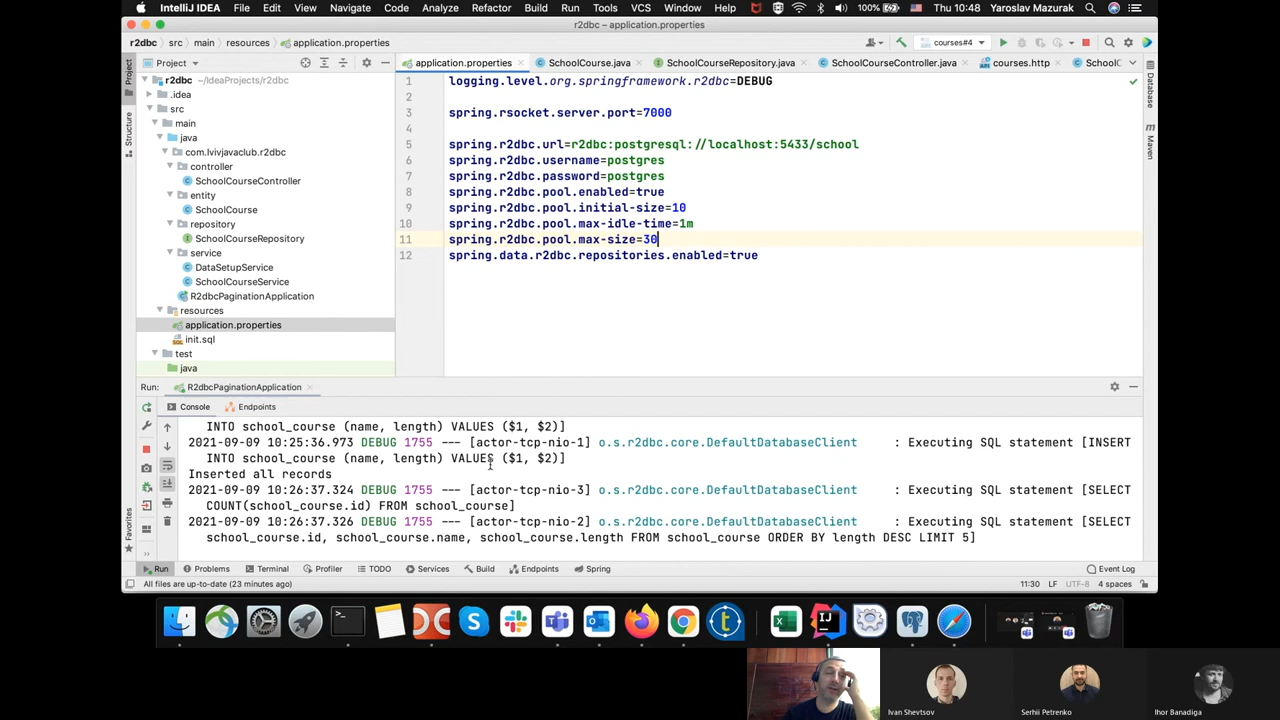 IntelliJ IDEA File Edit View Navigate Code Analyze Refactor Build Run Tools VCS Window Help 100% Thu 10:48 Yaroslav Mazurak
r2dbc – application.properties
r2dbc src main resources application.properties courses#4
Project application.properties SchoolCourse.java SchoolCourseRepository.java SchoolCourseController.java courses.http SchoolC
Project
Structure
Favorites
Database
Maven
r2dbc ~/IdeaProjects/r2dbc
.idea
src
main
java
com.lvivjavaclub.r2dbc
controller
SchoolCourseController
entity
SchoolCourse
repository
SchoolCourseRepository
service
DataSetupService
SchoolCourseService
R2dbcPaginationApplication
resources
application.properties
init.sql
test
java
1 logging.level.org.springframework.r2dbc=DEBUG
2
3 spring.rsocket.server.port=7000
4
5 spring.r2dbc.url=r2dbc:postgresql://localhost:5433/school
6 spring.r2dbc.username=postgres
7 spring.r2dbc.password=postgres
8 spring.r2dbc.pool.enabled=true
9 spring.r2dbc.pool.initial-size=10
10 spring.r2dbc.pool.max-idle-time=1m
11 spring.r2dbc.pool.max-size=30
12 spring.data.r2dbc.repositories.enabled=true
Run: R2dbcPaginationApplication
Console Endpoints
INTO school_course (name, length) VALUES ($1, $2)]
2021-09-09 10:25:36.973 DEBUG 1755 --- [actor-tcp-nio-1] o.s.r2dbc.core.DefaultDatabaseClient : Executing SQL statement [INSERT
INTO school_course (name, length) VALUES ($1, $2)]
Inserted all records
2021-09-09 10:26:37.324 DEBUG 1755 --- [actor-tcp-nio-3] o.s.r2dbc.core.DefaultDatabaseClient : Executing SQL statement [SELECT
COUNT(school_course.id) FROM school_course]
2021-09-09 10:26:37.326 DEBUG 1755 --- [actor-tcp-nio-2] o.s.r2dbc.core.DefaultDatabaseClient : Executing SQL statement [SELECT
school_course.id, school_course.name, school_course.length FROM school_course ORDER BY length DESC LIMIT 5]
Run Problems Terminal Profiler TODO Services Build Endpoints Spring Event Log
All files are up-to-date (23 minutes ago) 11:30 LF UTF-8 4 spaces
Ivan Shevtsov Serhii Petrenko Ihor Banadiga